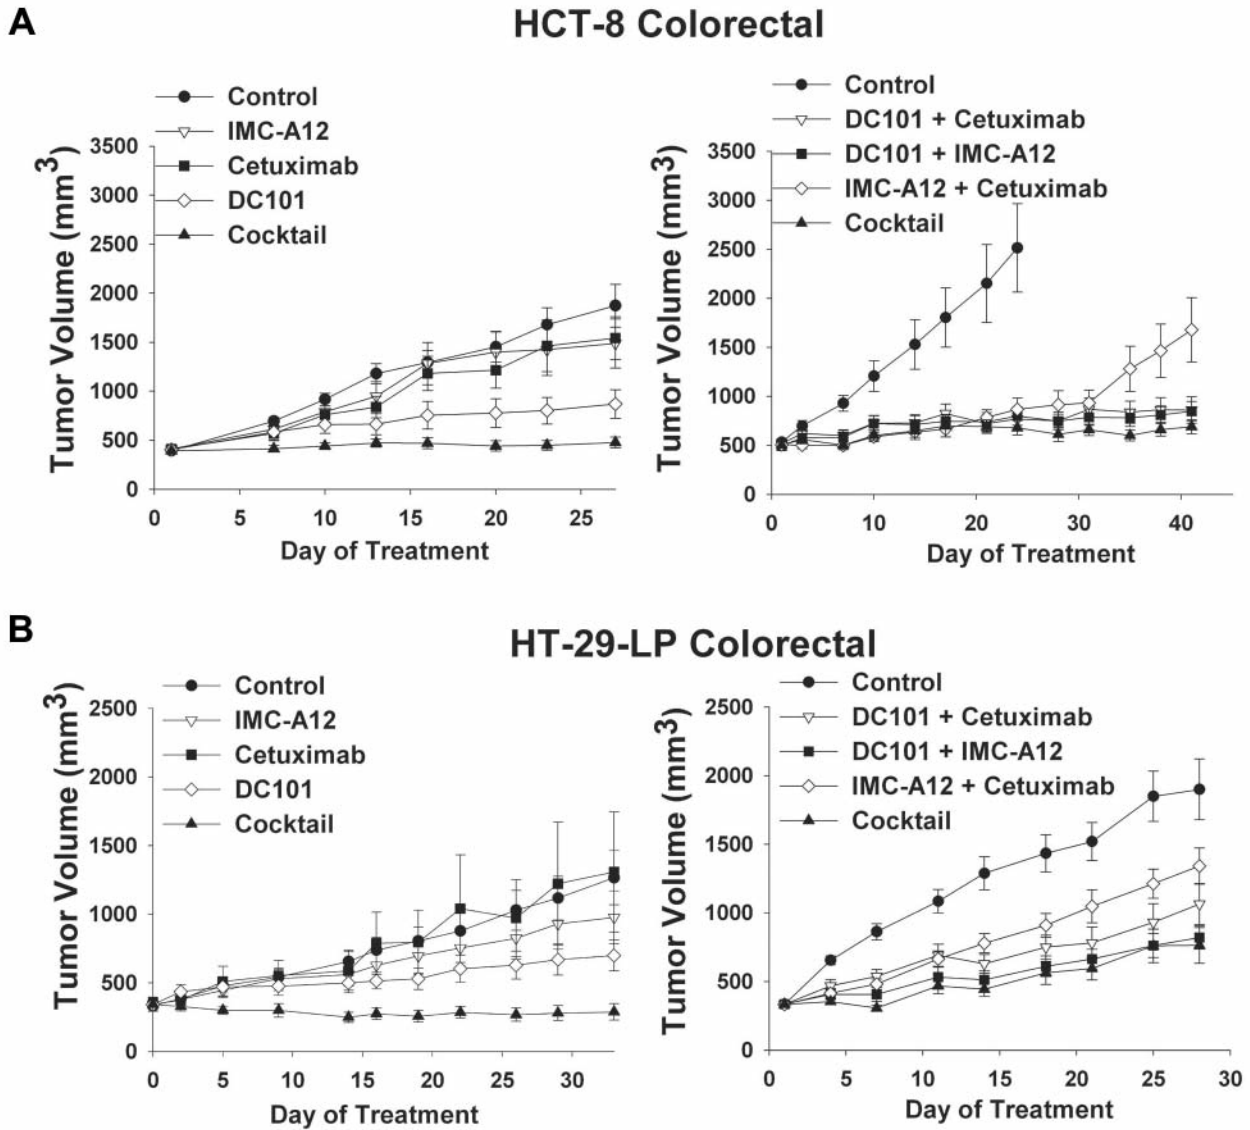 A
HCT-8 Colorectal
Control
IMC-A12
Cetuximab
DC101
Cocktail
Tumor Volume (mm3)
3500
3000
2500
2000
1500
1000
500
0
0 5 10 15 20 25
Day of Treatment
Control
DC101 + Cetuximab
DC101 + IMC-A12
IMC-A12 + Cetuximab
Cocktail
Tumor Volume (mm3)
3500
3000
2500
2000
1500
1000
500
0
0 10 20 30 40
Day of Treatment
B
HT-29-LP Colorectal
Control
IMC-A12
Cetuximab
DC101
Cocktail
Tumor Volume (mm3)
2500
2000
1500
1000
500
0
0 5 10 15 20 25 30
Day of Treatment
Control
DC101 + Cetuximab
DC101 + IMC-A12
IMC-A12 + Cetuximab
Cocktail
Tumor Volume (mm3)
2500
2000
1500
1000
500
0
0 5 10 15 20 25 30
Day of Treatment